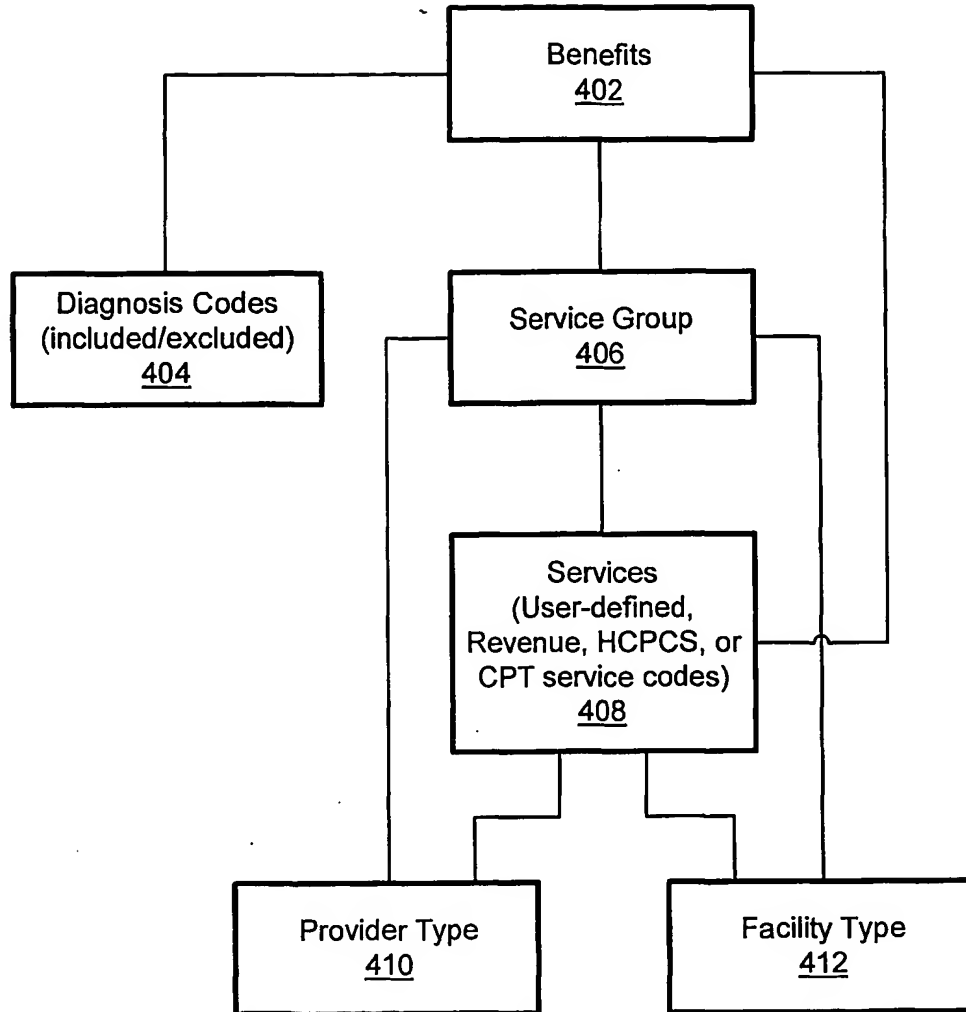 Benefits
402
Diagnosis Codes
(included/excluded)
404
Service Group
406
Services
(User-defined,
Revenue, HCPCS, or
CPT service codes)
408
Provider Type
410
Facility Type
412